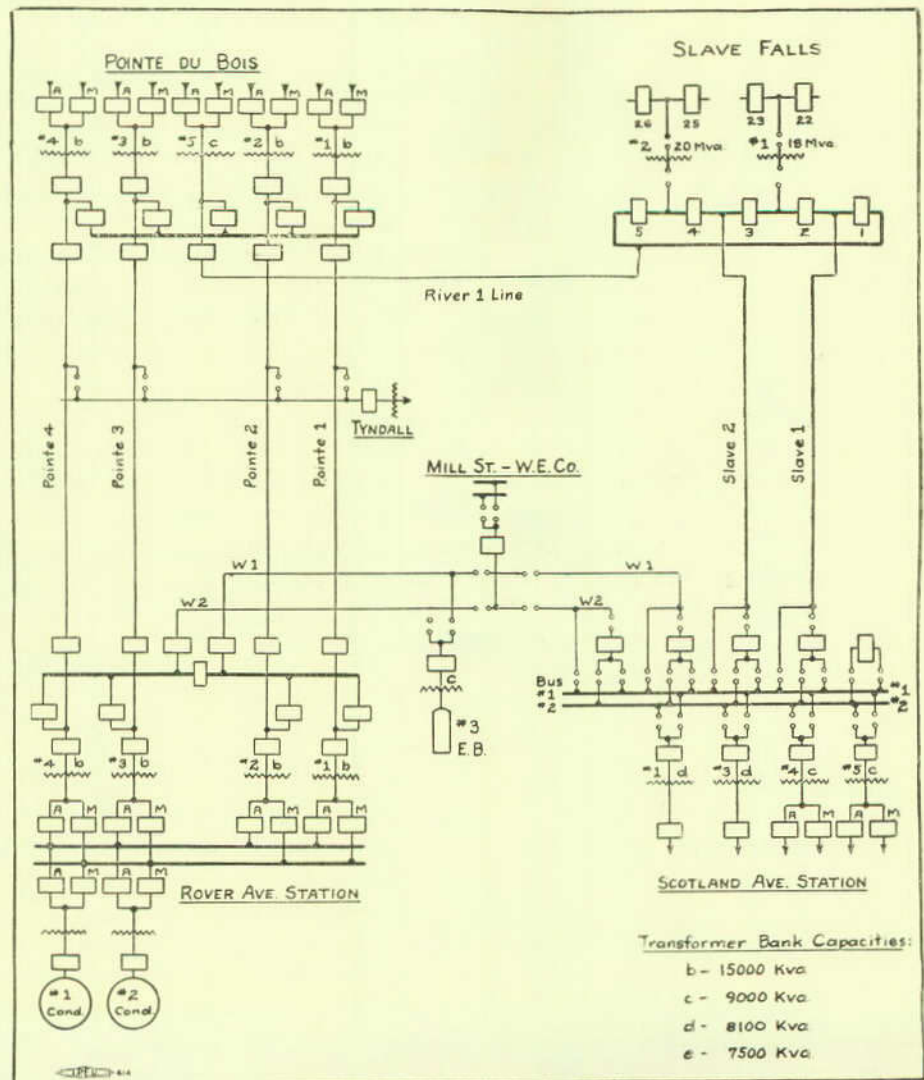 POINTE DU BOIS
SLAVE FALLS
A M A M A M A M A M
#4 b #3 b #5 c #2 b #1 b
26 25 23 22
#2 20 Mva. #1 18 Mva.
5 4 3 2 1
River 1 Line
TYNDALL
Pointe 4 Pointe 3 Pointe 2 Pointe 1
Slave 2 Slave 1
MILL ST. - W.E.Co.
W1 W1
W2 W2
Bus
#1 #1
#2 #2
c
#3
E.B.
#4 b #3 b #2 b #1 b
#1 d #3 d #4 c #5 c
A M A M A M A M
A M A M
A M A M
ROVER AVE. STATION
SCOTLAND AVE. STATION
#1 Cond. #2 Cond.
Transformer Bank Capacities:
b - 15000 Kva.
c - 9000 Kva.
d - 8100 Kva.
e - 7500 Kva.